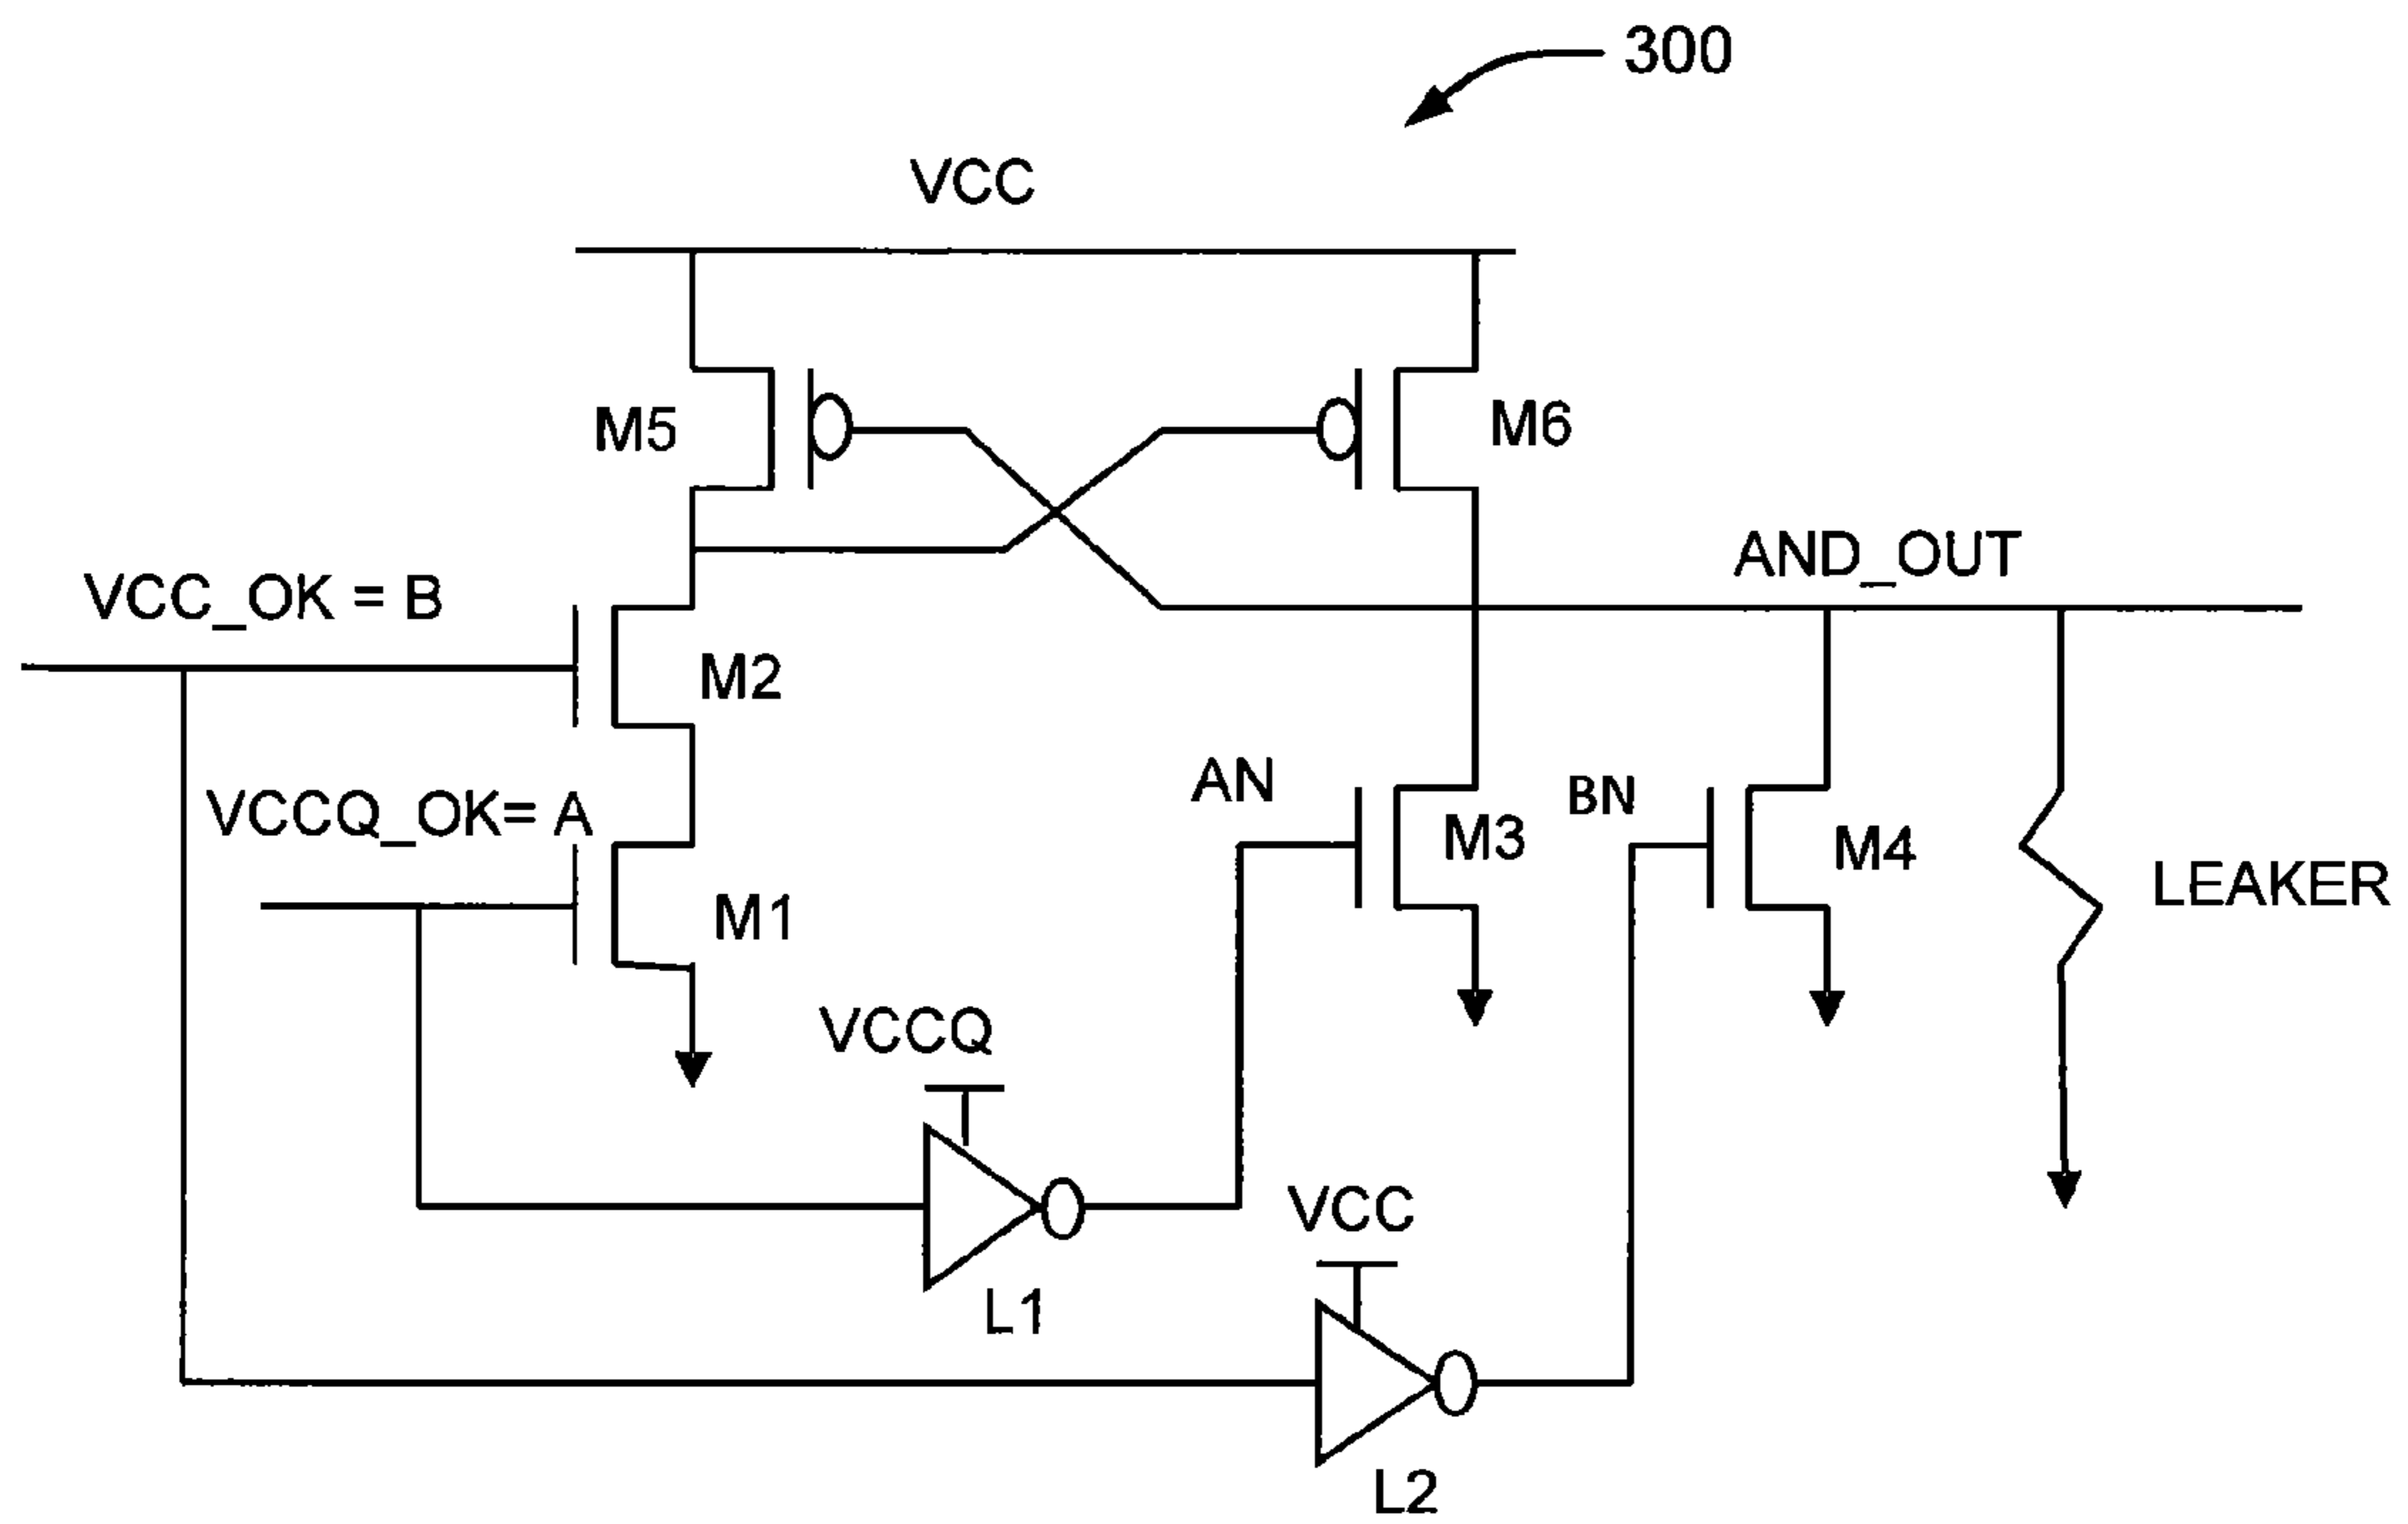 300
VCC
M5
M6
AND_OUT
VCC_OK = B
M2
AN
BN
VCCQ_OK= A
M3
M4
LEAKER
M1
VCCQ
VCC
L1
L2